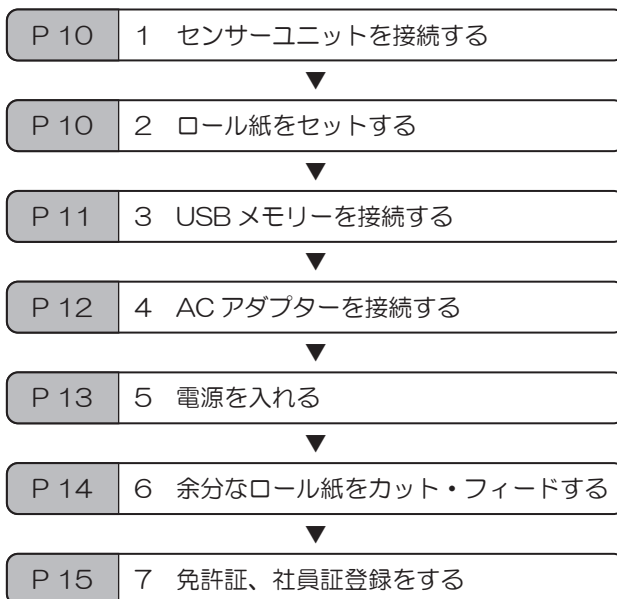 P 10 1 センサーユニットを接続する
▼
P 10 2 ロール紙をセットする
▼
P 11 3 USB メモリーを接続する
▼
P 12 4 AC アダプターを接続する
▼
P 13 5 電源を入れる
▼
P 14 6 余分なロール紙をカット・フィードする
▼
P 15 7 免許証、社員証登録をする